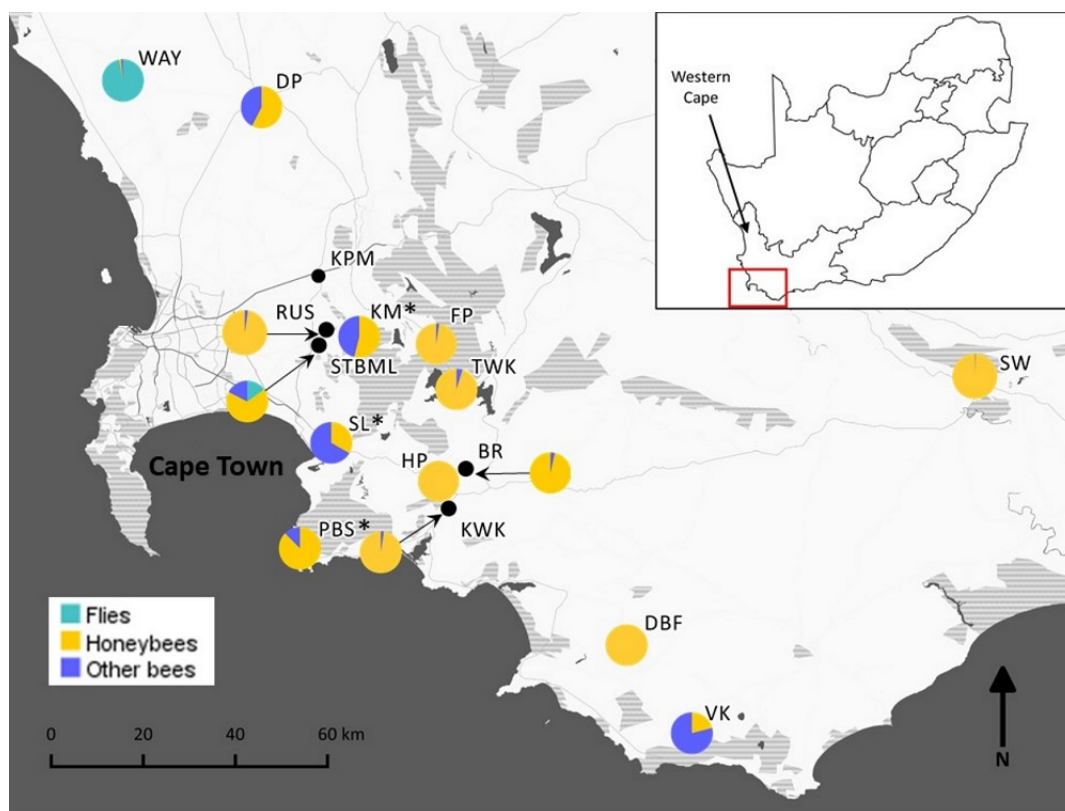 WAY
DP
Western
Cape
KPM
RUS
KM*
FP
STBML
TWK
SW
SL*
Cape Town
HP
BR
PBS*
KWK
Flies
Honeybees
Other bees
DBF
VK
0 20 40 60 km
N